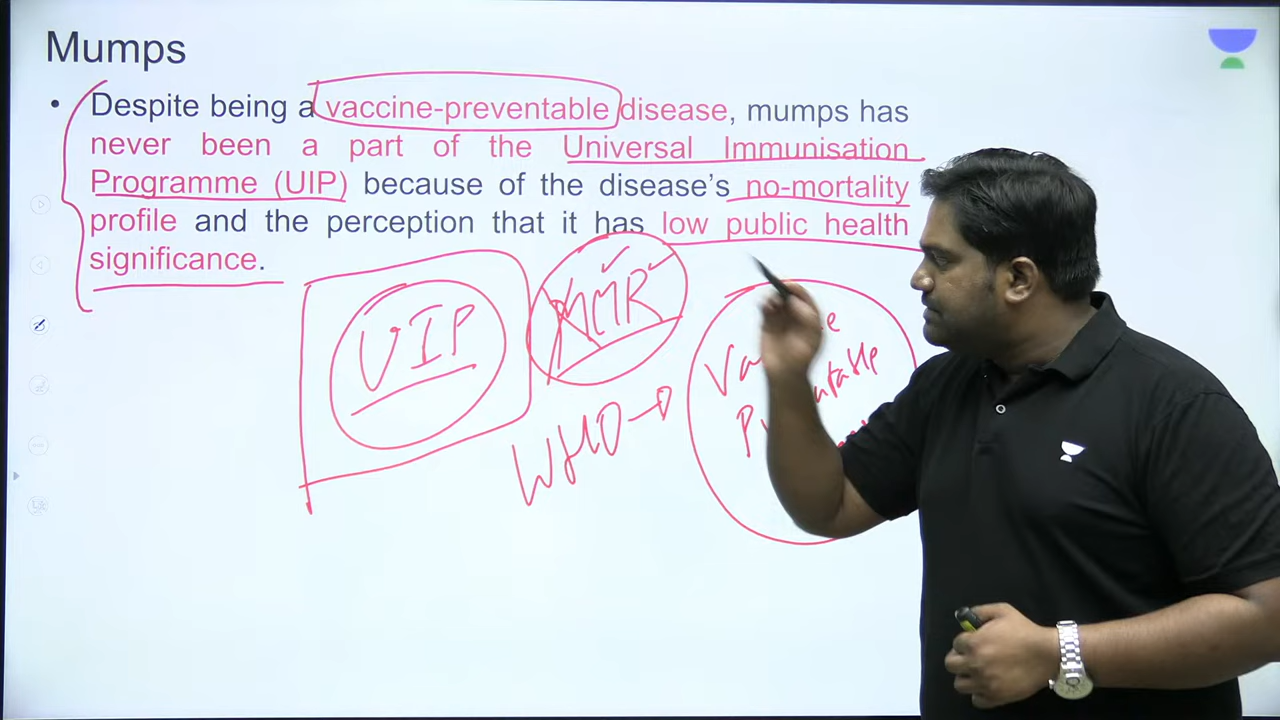 Mumps
• Despite being a vaccine-preventable disease, mumps has
never been a part of the Universal Immunisation
Programme (UIP) because of the disease's no-mortality
profile and the perception that it has low public health
significance.
UIP
MMR
WHO